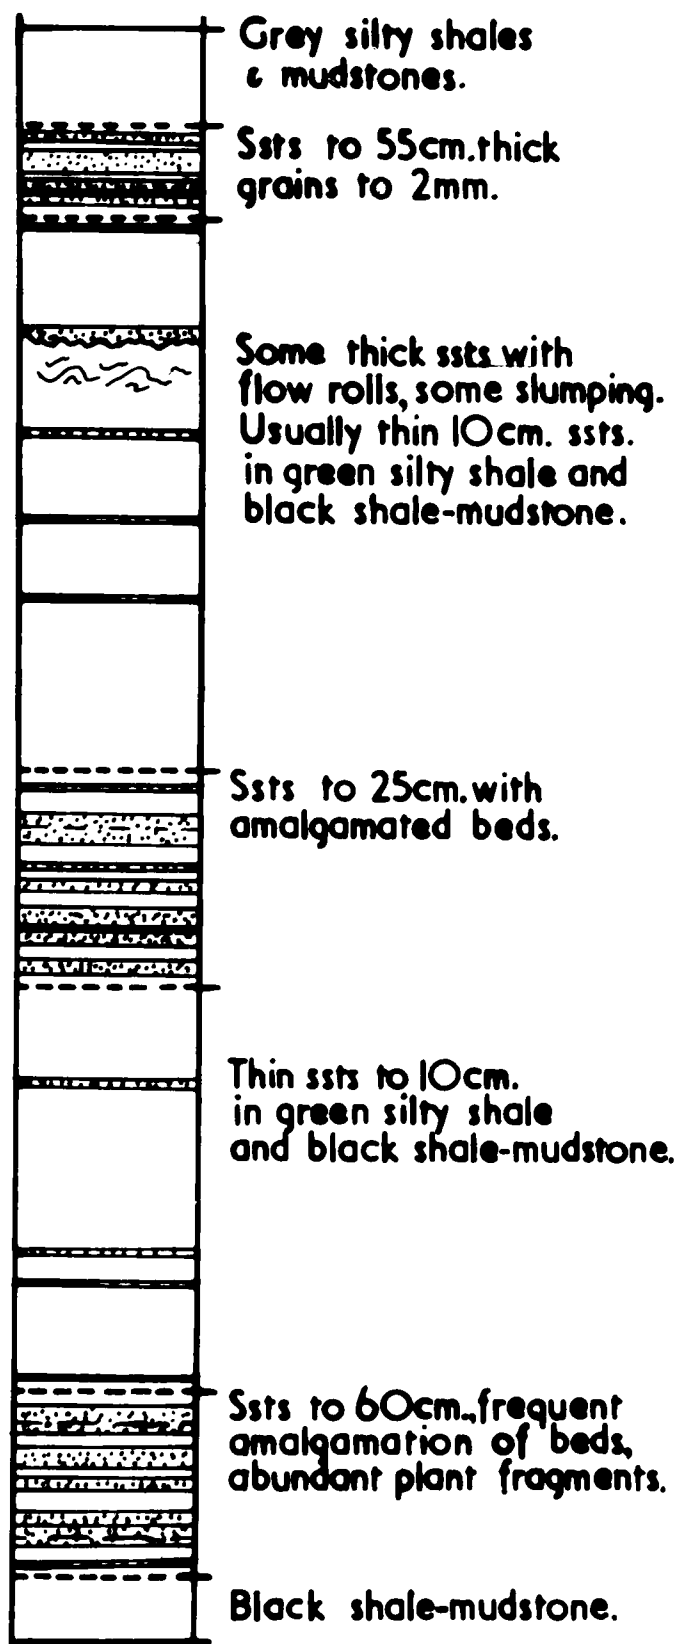 Grey silty shales
& mudstones.
Ssts to 55cm. thick
grains to 2mm.
Some thick ssts with
flow rolls, some slumping.
Usually thin 10cm. ssts.
in green silty shale and
black shale-mudstone.
Ssts to 25cm. with
amalgamated beds.
Thin ssts to 10cm.
in green silty shale
and black shale-mudstone.
Ssts to 60cm., frequent
amalgamation of beds,
abundant plant fragments.
Black shale-mudstone.